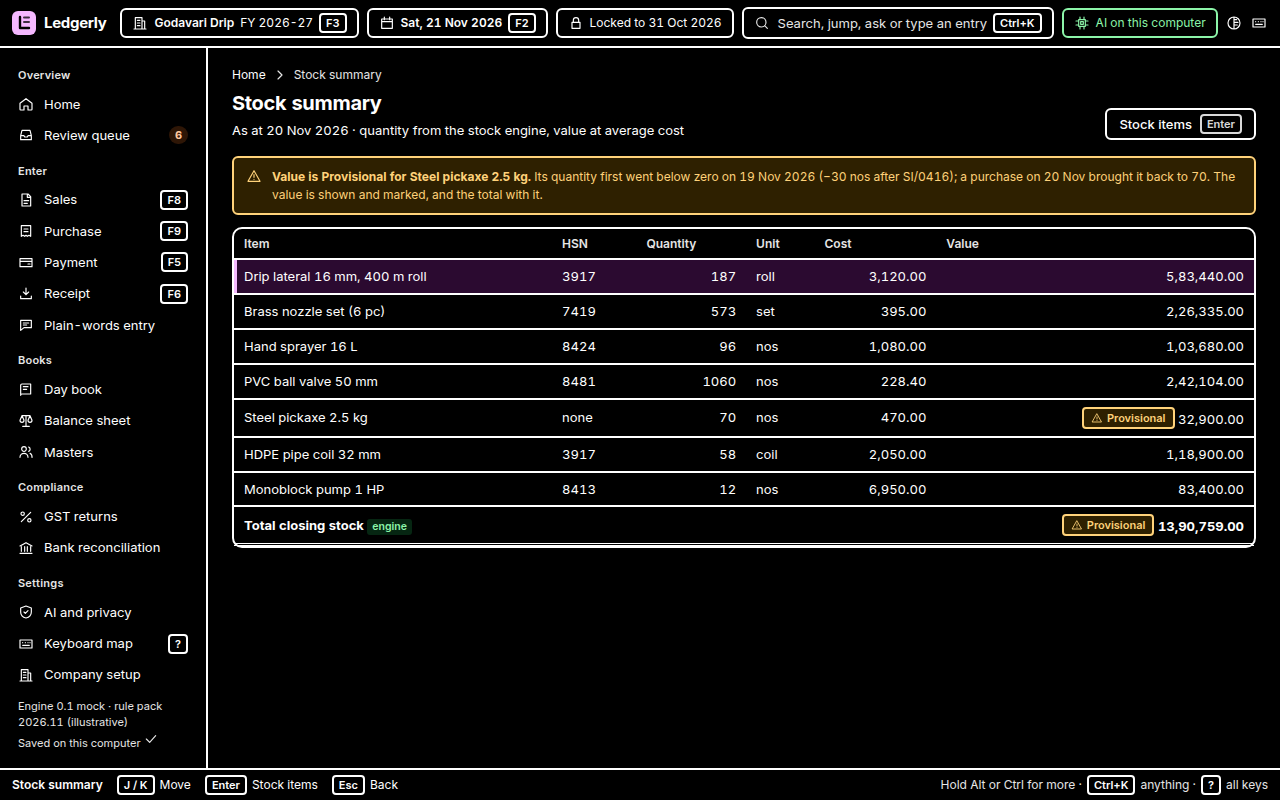 Ledgerly
Godavari Drip FY 2026-27 F3
Sat, 21 Nov 2026 F2
Locked to 31 Oct 2026
Search, jump, ask or type an entry Ctrl+K
AI on this computer
Overview
Home
Review queue 6
Enter
Sales F8
Purchase F9
Payment F5
Receipt F6
Plain-words entry
Books
Day book
Balance sheet
Masters
Compliance
GST returns
Bank reconciliation
Settings
AI and privacy
Keyboard map ?
Company setup
Engine 0.1 mock · rule pack
2026.11 (illustrative)
Saved on this computer
Home Stock summary
Stock summary
As at 20 Nov 2026 · quantity from the stock engine, value at average cost
Stock items Enter
Value is Provisional for Steel pickaxe 2.5 kg. Its quantity first went below zero on 19 Nov 2026 (−30 nos after SI/0416); a purchase on 20 Nov brought it back to 70. The
value is shown and marked, and the total with it.
Item HSN Quantity Unit Cost Value
Drip lateral 16 mm, 400 m roll 3917 187 roll 3,120.00 5,83,440.00
Brass nozzle set (6 pc) 7419 573 set 395.00 2,26,335.00
Hand sprayer 16 L 8424 96 nos 1,080.00 1,03,680.00
PVC ball valve 50 mm 8481 1060 nos 228.40 2,42,104.00
Steel pickaxe 2.5 kg none 70 nos 470.00 Provisional 32,900.00
HDPE pipe coil 32 mm 3917 58 coil 2,050.00 1,18,900.00
Monoblock pump 1 HP 8413 12 nos 6,950.00 83,400.00
Total closing stock engine Provisional 13,90,759.00
Stock summary J / K Move Enter Stock items Esc Back
Hold Alt or Ctrl for more · Ctrl+K anything · ? all keys